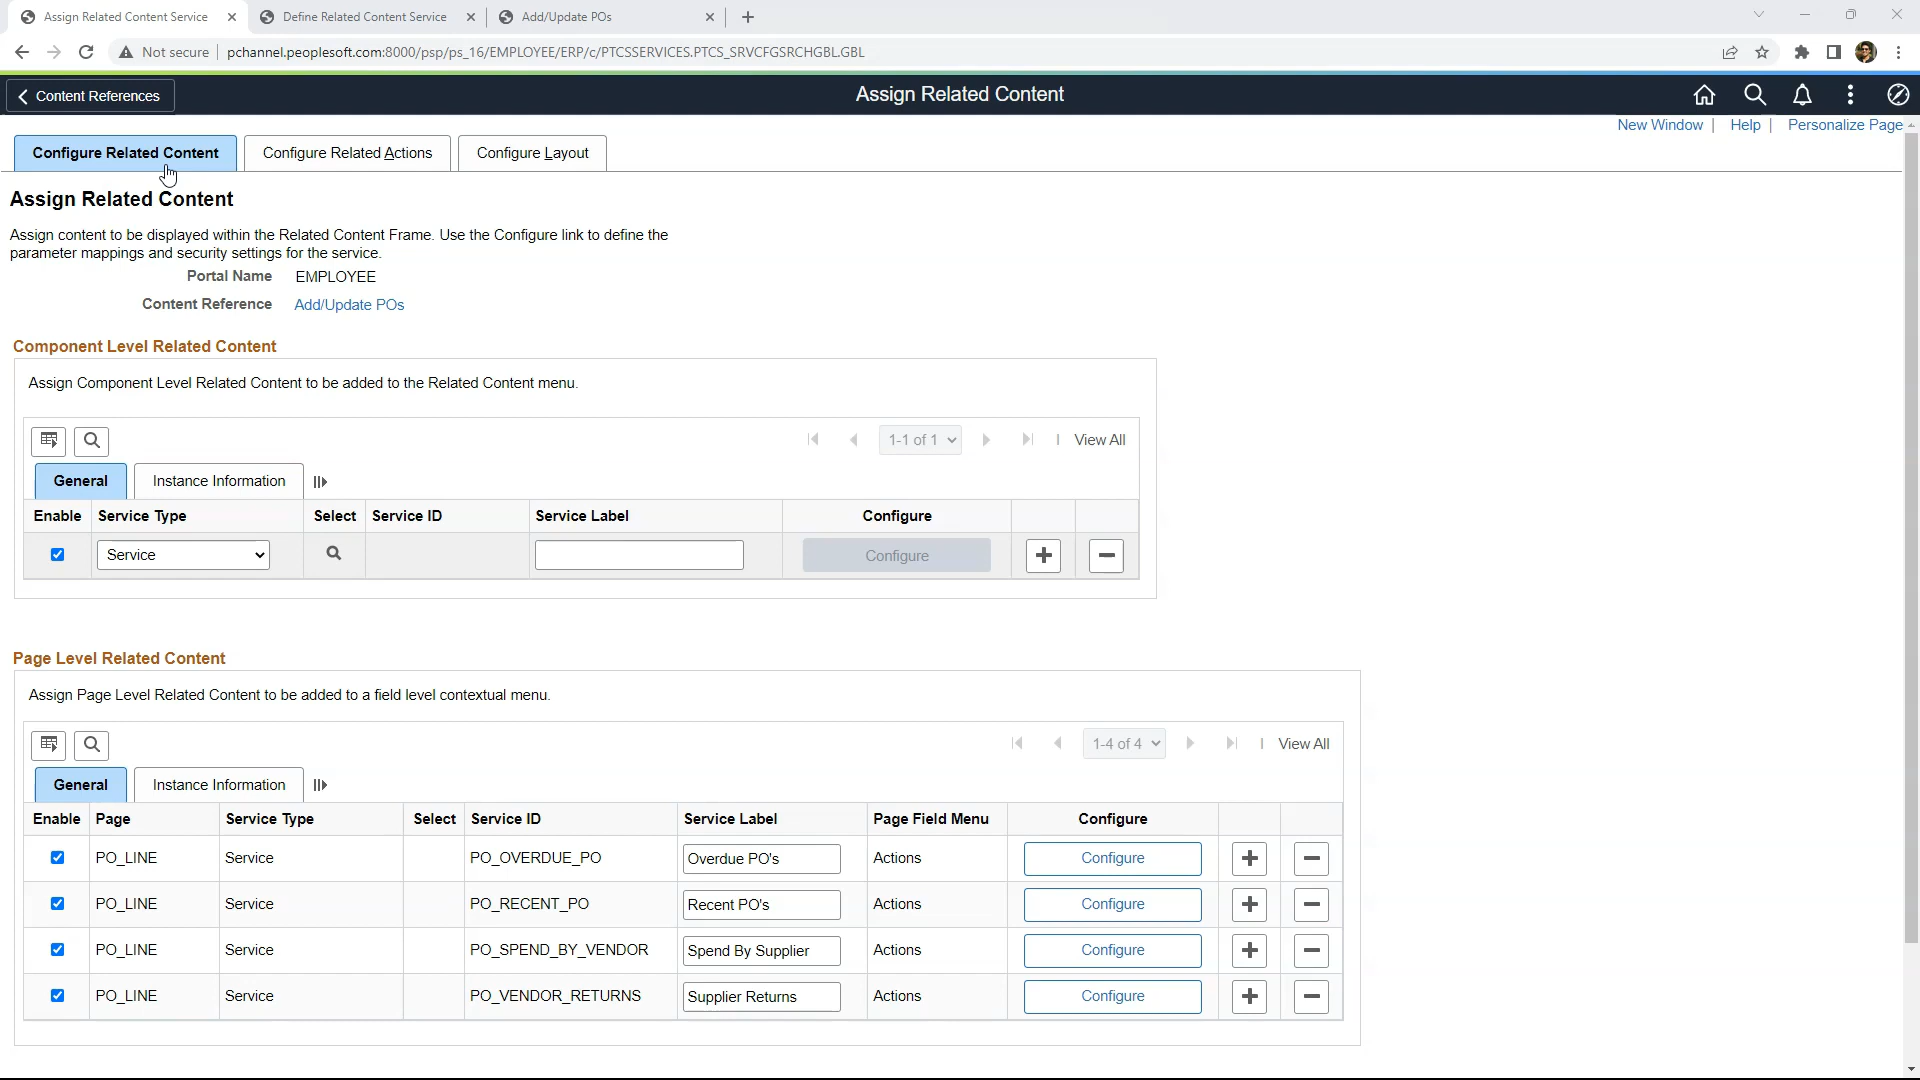 Assign Related Content Service
Define Related Content Service
Add/Update POs
Not secure
pchannel.peoplesoft.com:8000/psp/ps_16/EMPLOYEE/ERP/c/PTCSSERVICES.PTCS_SRVCFGSRCHGBL.GBL
Content References
Assign Related Content
New Window | Help | Personalize Page
Configure Related Content
Configure Related Actions
Configure Layout
Assign Related Content
Assign content to be displayed within the Related Content Frame. Use the Configure link to define the
parameter mappings and security settings for the service.
Portal Name EMPLOYEE
Content Reference Add/Update POs
Component Level Related Content
Assign Component Level Related Content to be added to the Related Content menu.
1-1 of 1 | View All
General Instance Information
Enable Service Type Select Service ID Service Label Configure
Service Configure
Page Level Related Content
Assign Page Level Related Content to be added to a field level contextual menu.
1-4 of 4 | View All
General Instance Information
Enable Page Service Type Select Service ID Service Label Page Field Menu Configure
PO_LINE Service PO_OVERDUE_PO Overdue PO's Actions Configure
PO_LINE Service PO_RECENT_PO Recent PO's Actions Configure
PO_LINE Service PO_SPEND_BY_VENDOR Spend By Supplier Actions Configure
PO_LINE Service PO_VENDOR_RETURNS Supplier Returns Actions Configure